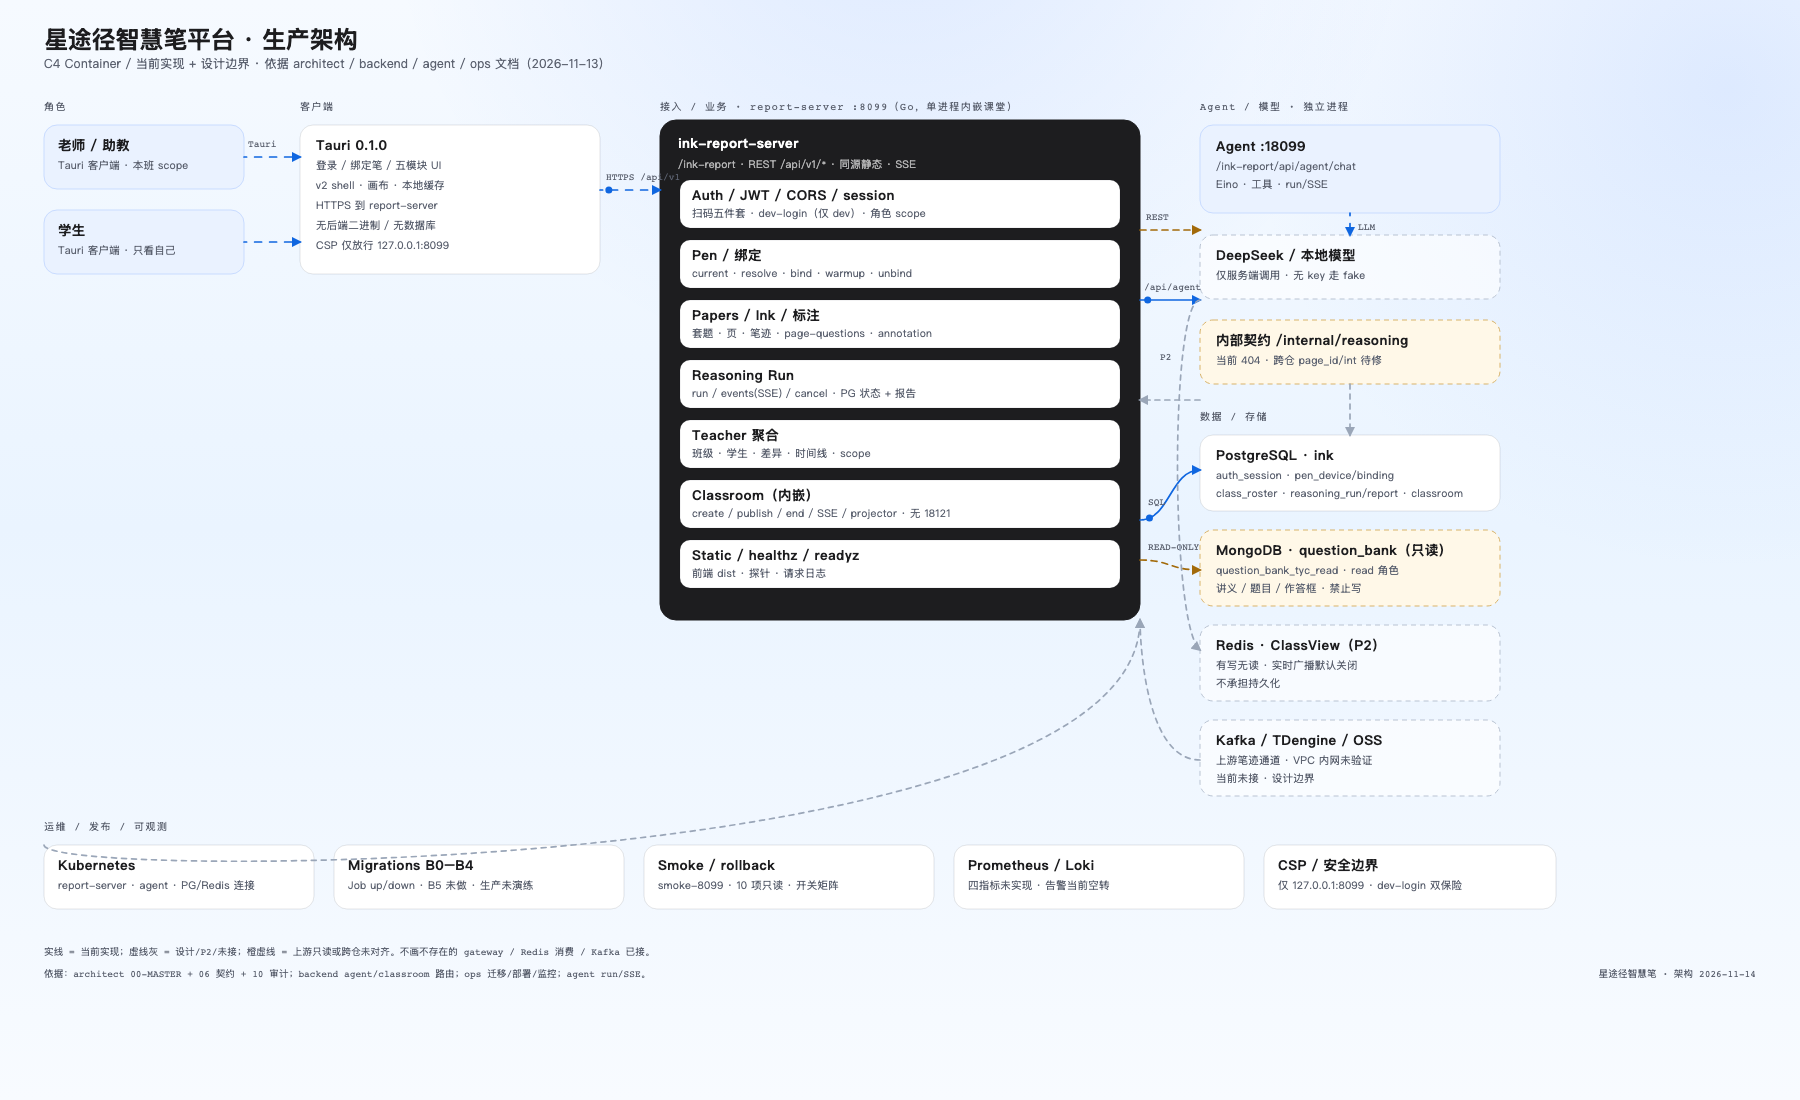 星途径智慧笔平台 · 生产架构
C4 Container / 当前实现 + 设计边界 · 依据 architect / backend / agent / ops 文档（2026-11-13）
角色
老师 / 助教
Tauri 客户端 · 本班 scope
学生
Tauri 客户端 · 只看自己
Tauri
客户端
Tauri 0.1.0
登录 / 绑定笔 / 五模块 UI
v2 shell · 画布 · 本地缓存
HTTPS 到 report-server
无后端二进制 / 无数据库
CSP 仅放行 127.0.0.1:8099
HTTPS /api/v1
接入 / 业务 · report-server :8099（Go，单进程内嵌课堂）
ink-report-server
/ink-report · REST /api/v1/* · 同源静态 · SSE
Auth / JWT / CORS / session
扫码五件套 · dev-login（仅 dev）· 角色 scope
Pen / 绑定
current · resolve · bind · warmup · unbind
Papers / Ink / 标注
套题 · 页 · 笔迹 · page-questions · annotation
Reasoning Run
run / events(SSE) / cancel · PG 状态 + 报告
Teacher 聚合
班级 · 学生 · 差异 · 时间线 · scope
Classroom（内嵌）
create / publish / end / SSE / projector · 无 18121
Static / healthz / readyz
前端 dist · 探针 · 请求日志
REST
/api/agent
P2
SQL
READ-ONLY
Agent / 模型 · 独立进程
Agent :18099
/ink-report/api/agent/chat
Eino · 工具 · run/SSE
LLM
DeepSeek / 本地模型
仅服务端调用 · 无 key 走 fake
内部契约 /internal/reasoning
当前 404 · 跨仓 page_id/int 待修
数据 / 存储
PostgreSQL · ink
auth_session · pen_device/binding
class_roster · reasoning_run/report · classroom
MongoDB · question_bank（只读）
question_bank_tyc_read · read 角色
讲义 / 题目 / 作答框 · 禁止写
Redis · ClassView（P2）
有写无读 · 实时广播默认关闭
不承担持久化
Kafka / TDengine / OSS
上游笔迹通道 · VPC 内网未验证
当前未接 · 设计边界
运维 / 发布 / 可观测
Kubernetes
report-server · agent · PG/Redis 连接
Migrations B0—B4
Job up/down · B5 未做 · 生产未演练
Smoke / rollback
smoke-8099 · 10 项只读 · 开关矩阵
Prometheus / Loki
四指标未实现 · 告警当前空转
CSP / 安全边界
仅 127.0.0.1:8099 · dev-login 双保险
实线 = 当前实现；虚线灰 = 设计/P2/未接；橙虚线 = 上游只读或跨仓未对齐。不画不存在的 gateway / Redis 消费 / Kafka 已接。
依据：architect 00-MASTER + 06 契约 + 10 审计；backend agent/classroom 路由；ops 迁移/部署/监控；agent run/SSE。
星途径智慧笔 · 架构 2026-11-14